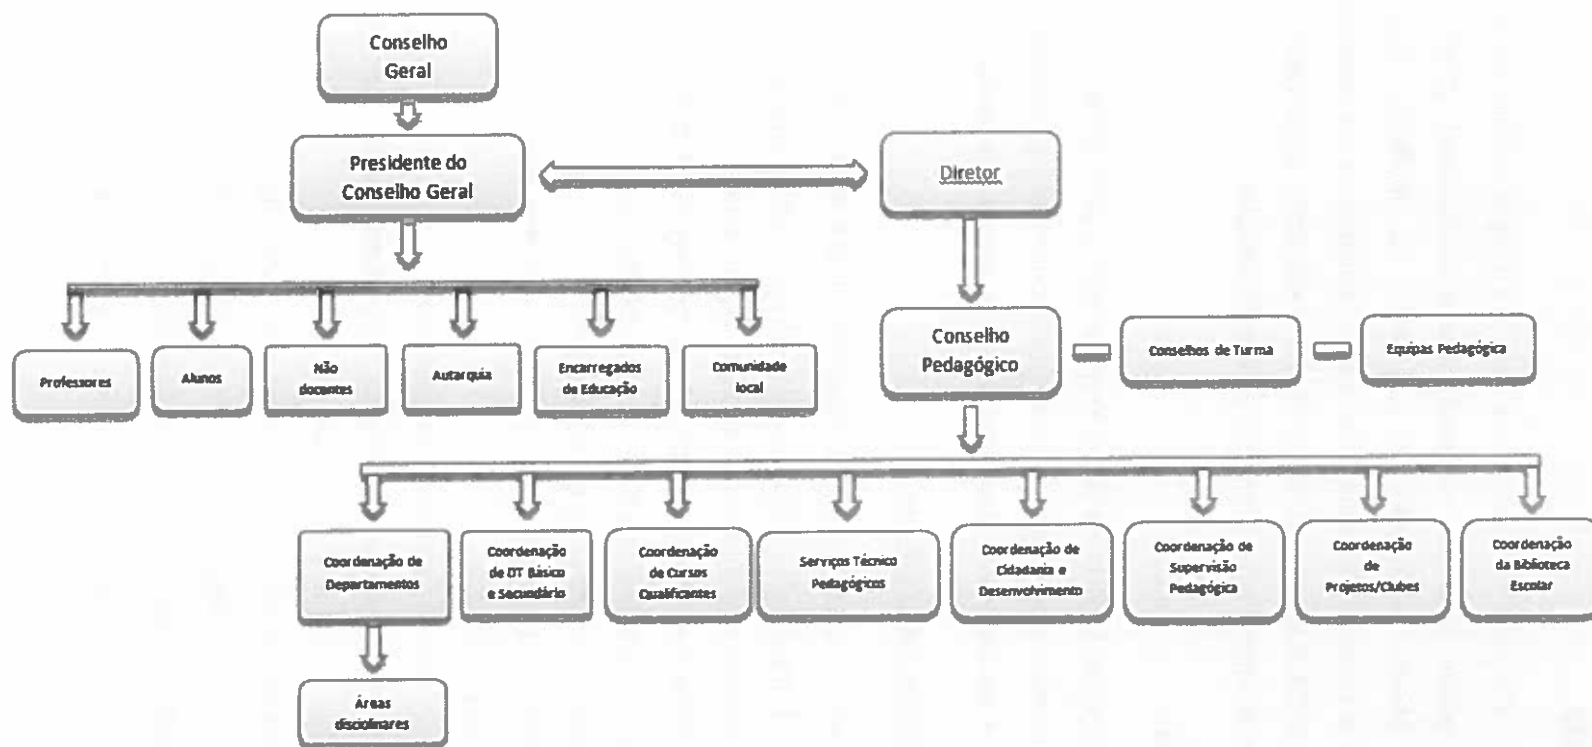 Conselho
Geral
Presidente do
Conselho Geral
Diretor
Professores
Alunos
Não
docentes
Autarquia
Encarregados
de Educação
Comunidade
local
Conselho
Pedagógico
Conselhos de Turma
Equipas Pedagógica
Coordenação de
Departamentos
Coordenação
de DT Básico
e Secundário
Coordenação
de Cursos
Qualificantes
Serviços Técnico
Pedagógicos
Coordenação de
Cidadania e
Desenvolvimento
Coordenação de
Supervisão
Pedagógica
Coordenação
de
Projetos/Clubes
Coordenação
da Biblioteca
Escolar
Áreas
disciplinares